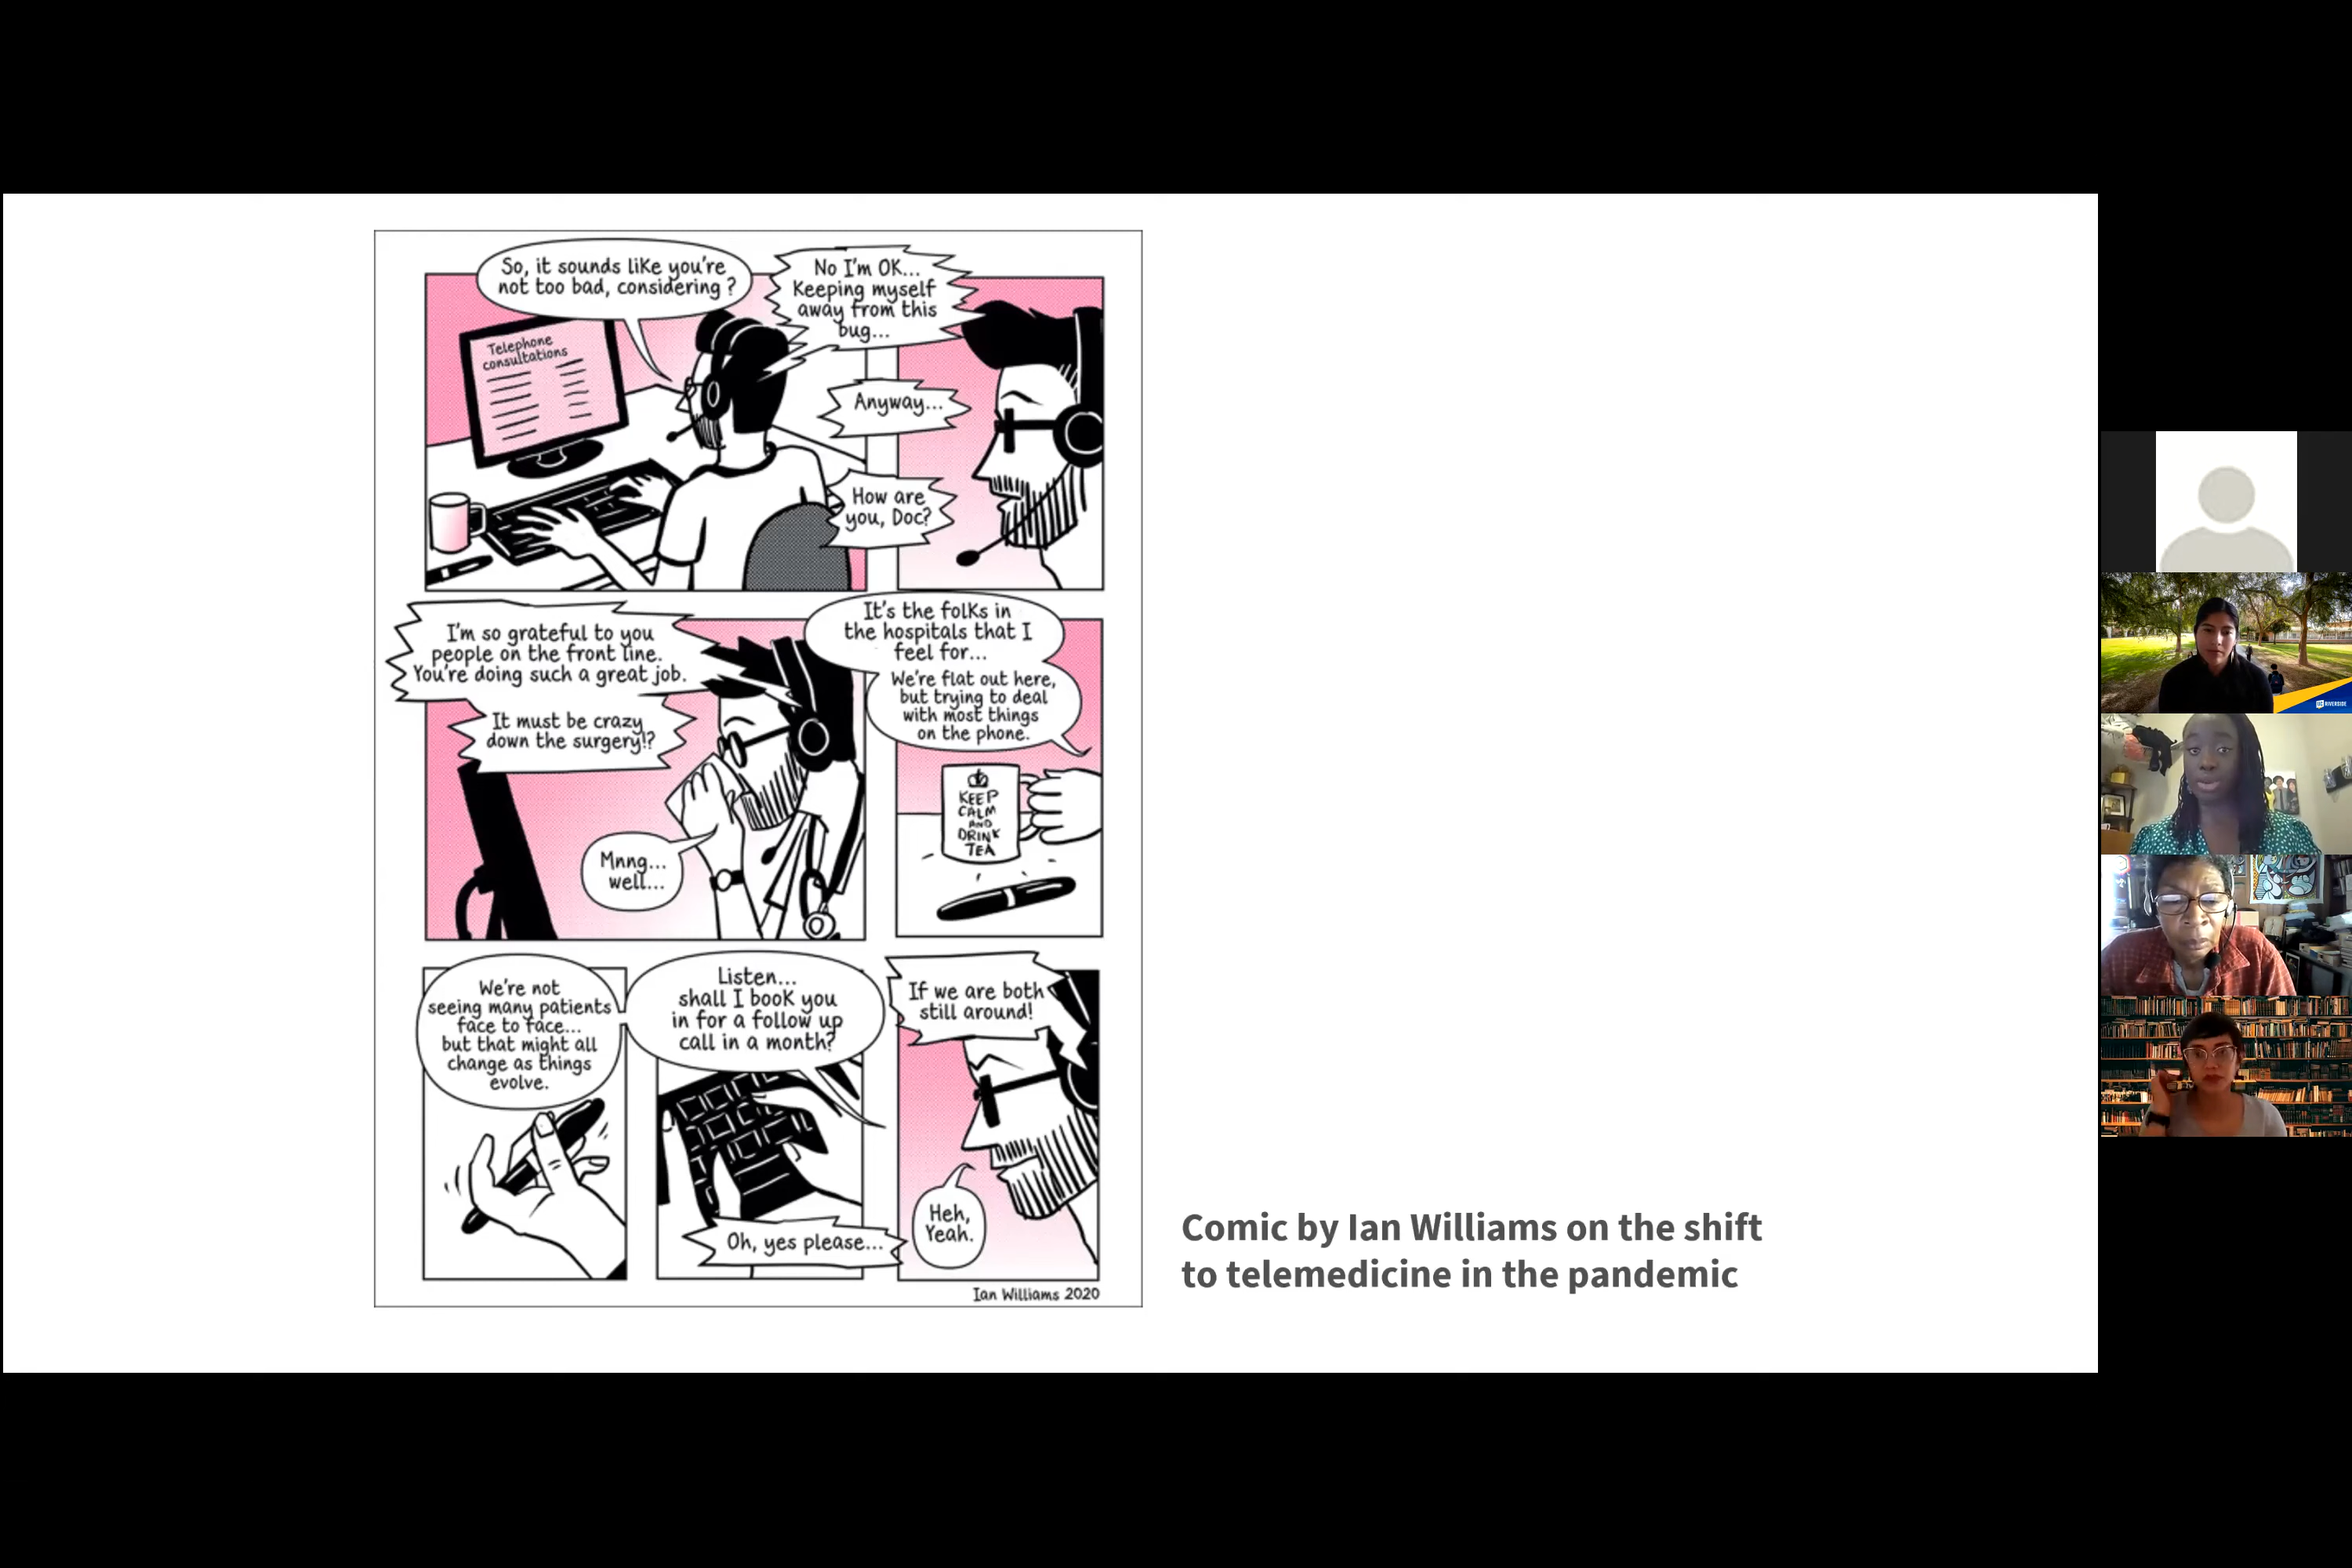 So, it sounds like you're
not too bad, considering?
Telephone
consultations
No I'm OK...
Keeping myself
away from this
bug...
Anyway...
How are
you, Doc?
I'm so grateful to you
people on the front line.
You're doing such a great job.
It must be crazy
down the surgery!?
Mnng...
well...
It's the folks in
the hospitals that I
feel for...
We're flat out here,
but trying to deal
with most things
on the phone.
KEEP
CALM
AND
DRINK
TEA
We're not
seeing many patients
face to face...
but that might all
change as things
evolve.
Listen...
shall I book you
in for a follow up
call in a month?
Oh, yes please...
If we are both
still around!
Heh,
Yeah.
Ian Williams 2020
Comic by Ian Williams on the shift
to telemedicine in the pandemic
RIVERSIDE